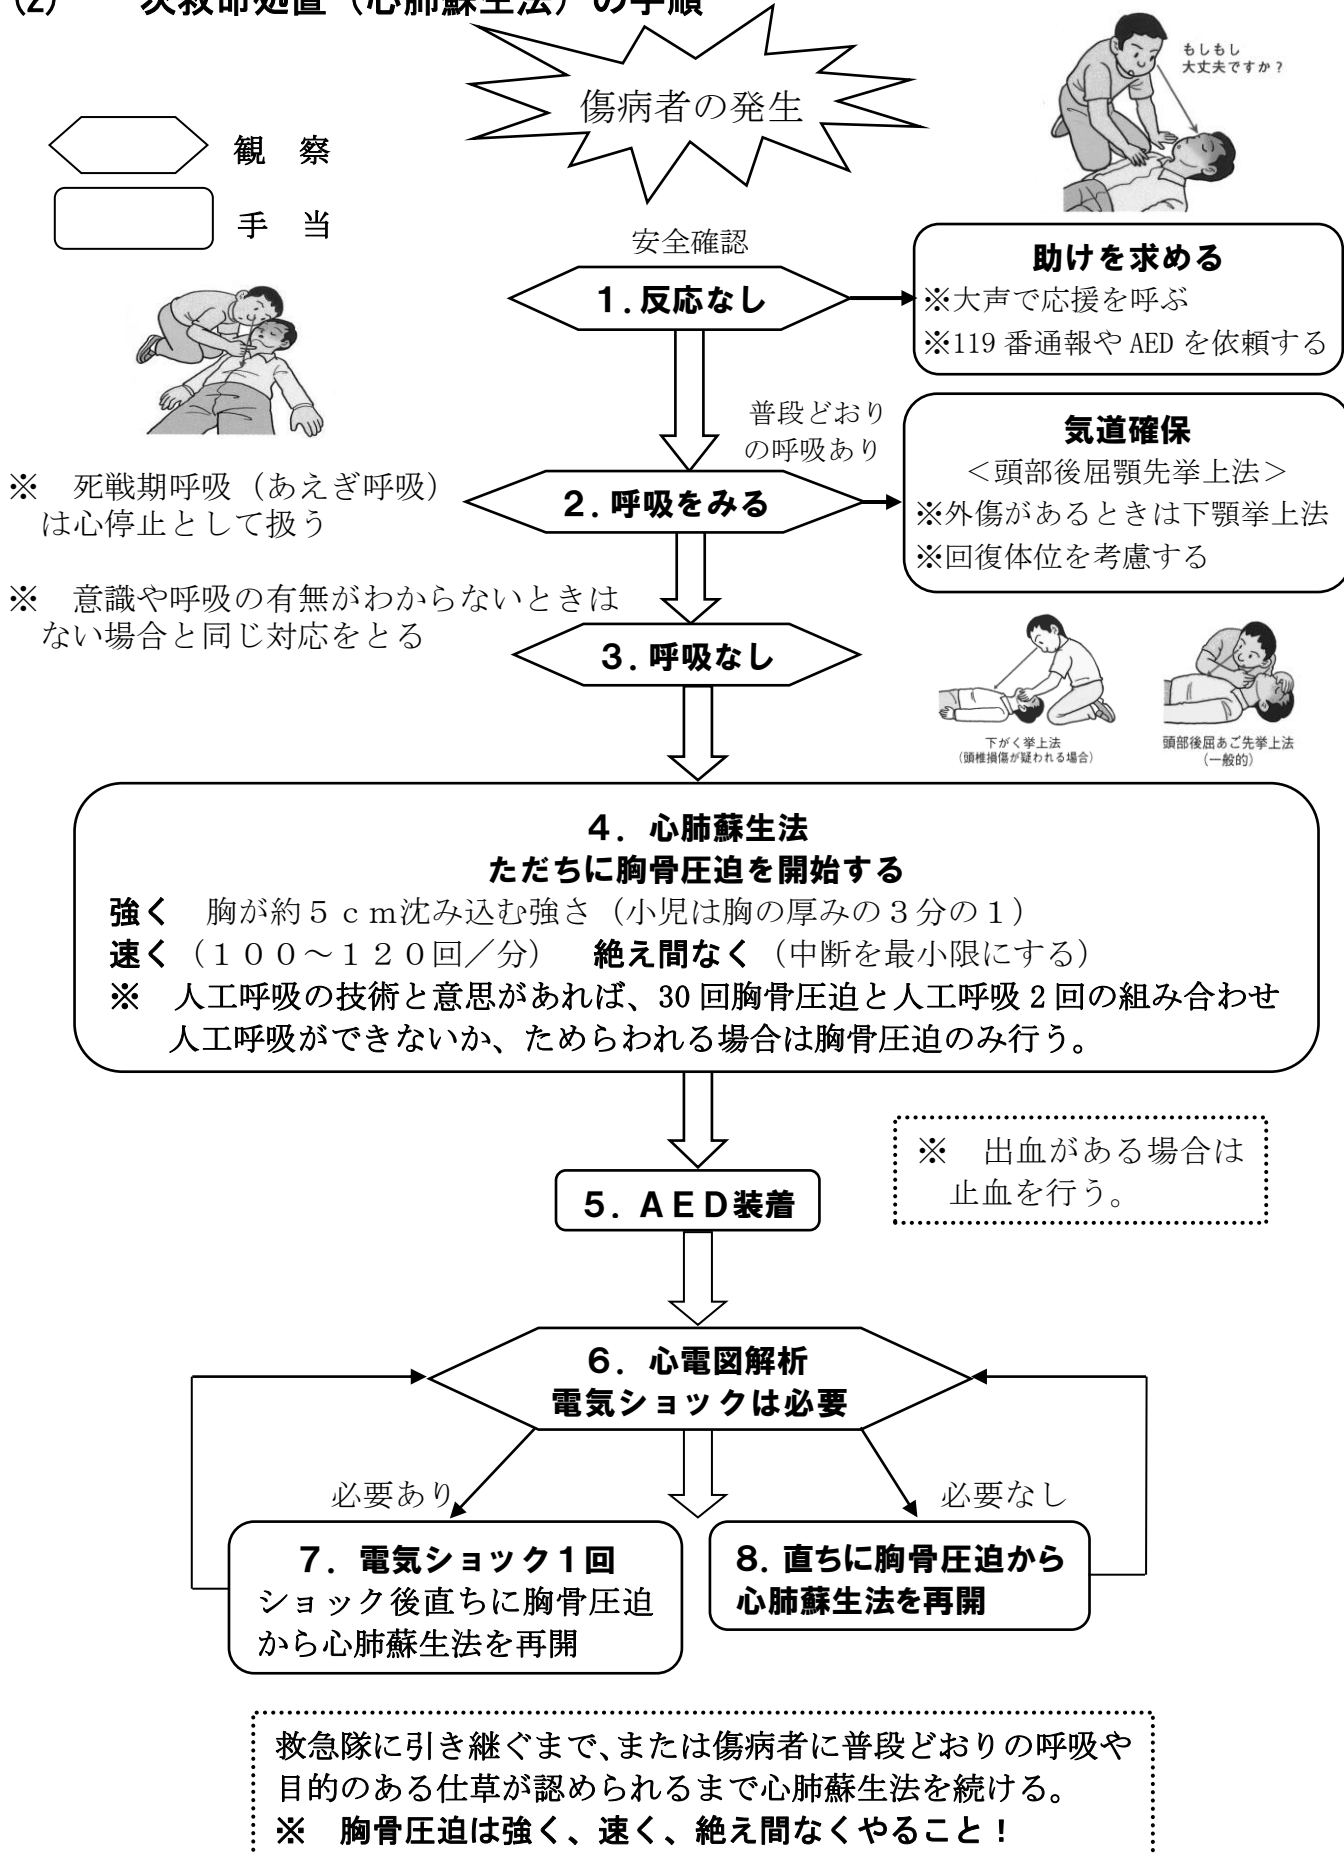 (2) 一次救命処置（心肺蘇生法）の手順
傷病者の発生
もしもし
大丈夫ですか？
観　察
手　当
安全確認
１．反応なし
助けを求める
※大声で応援を呼ぶ
※119 番通報や AED を依頼する
普段どおり
の呼吸あり
２．呼吸をみる
気道確保
＜頭部後屈顎先挙上法＞
※外傷があるときは下顎挙上法
※回復体位を考慮する
※　死戦期呼吸（あえぎ呼吸）
は心停止として扱う
※　意識や呼吸の有無がわからないときは
ない場合と同じ対応をとる
３．呼吸なし
下がく挙上法
（頭椎損傷が疑われる場合）
頭部後屈あご先挙上法
（一般的）
４．心肺蘇生法
ただちに胸骨圧迫を開始する
強く　胸が約５ｃｍ沈み込む強さ（小児は胸の厚みの３分の１）
速く（１００～１２０回／分）　絶え間なく（中断を最小限にする）
※　人工呼吸の技術と意思があれば、30 回胸骨圧迫と人工呼吸 2 回の組み合わせ
人工呼吸ができないか、ためらわれる場合は胸骨圧迫のみ行う。
※　出血がある場合は
止血を行う。
５．ＡＥＤ装着
６．心電図解析
電気ショックは必要
必要あり
必要なし
７．電気ショック１回
ショック後直ちに胸骨圧迫
から心肺蘇生法を再開
８．直ちに胸骨圧迫から
心肺蘇生法を再開
救急隊に引き継ぐまで、または傷病者に普段どおりの呼吸や
目的のある仕草が認められるまで心肺蘇生法を続ける。
※　胸骨圧迫は強く、速く、絶え間なくやること！